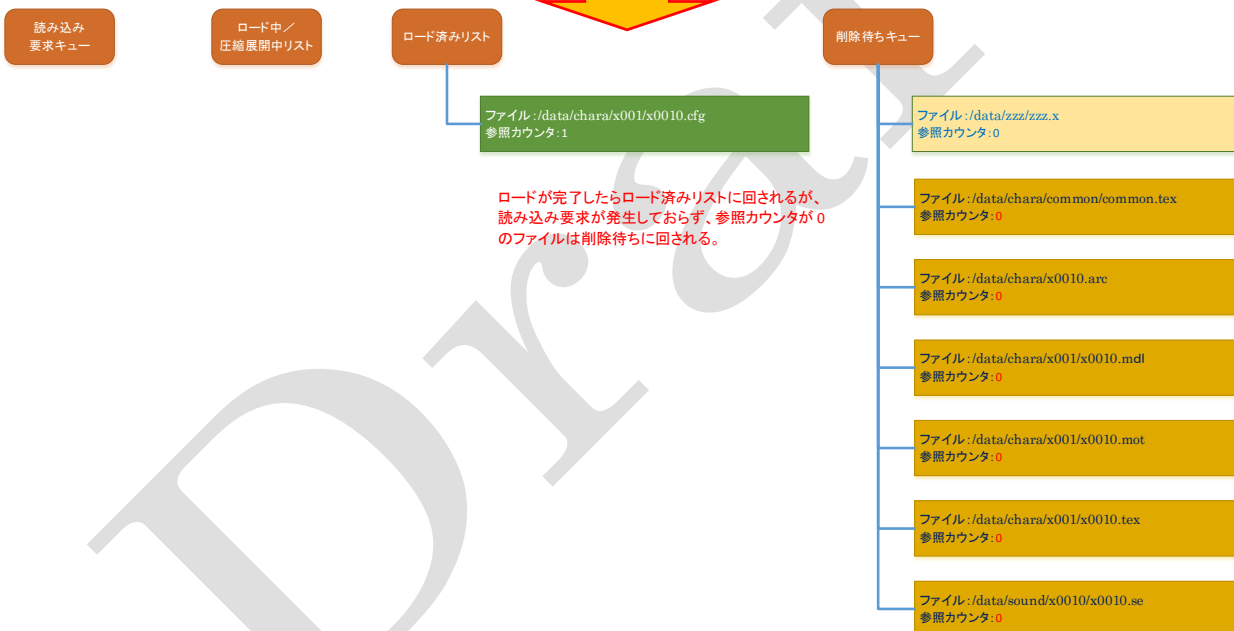 読み込み
要求キュー
ロード中／
圧縮展開中リスト
ロード済みリスト
削除待ちキュー
ファイル:/data/chara/x001/x0010.cfg
参照カウンタ:1
ロードが完了したらロード済みリストに回されるが、
読み込み要求が発生しておらず、参照カウンタが 0
のファイルは削除待ちに回される。
ファイル:/data/zzz/zzz.x
参照カウンタ:0
ファイル:/data/chara/common/common.tex
参照カウンタ:0
ファイル:/data/chara/x0010.arc
参照カウンタ:0
ファイル:/data/chara/x001/x0010.mdl
参照カウンタ:0
ファイル:/data/chara/x001/x0010.mot
参照カウンタ:0
ファイル:/data/chara/x001/x0010.tex
参照カウンタ:0
ファイル:/data/sound/x0010/x0010.se
参照カウンタ:0